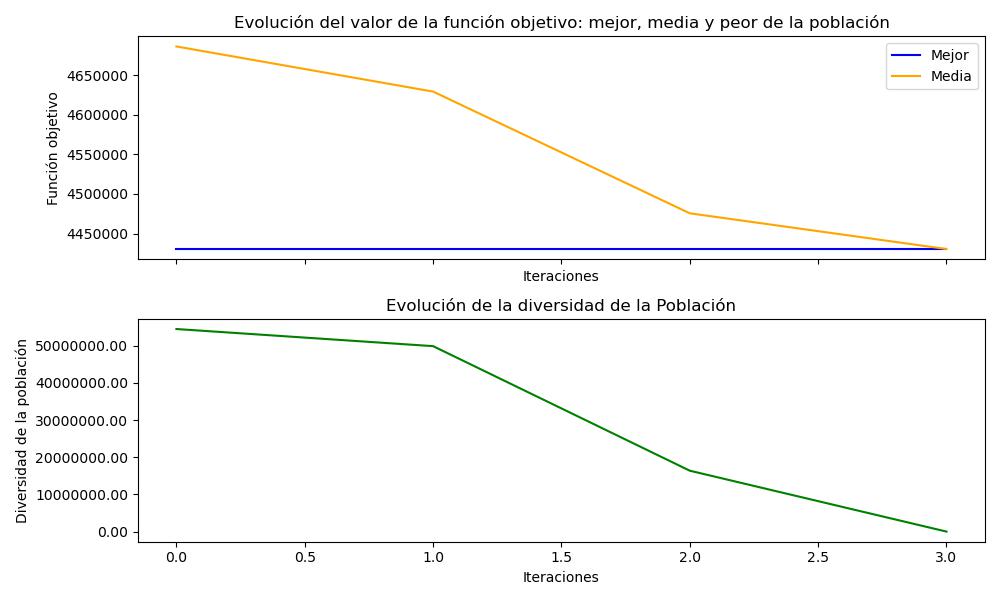 Evolución del valor de la función objetivo: mejor, media y peor de la población
Mejor
Media
4650000
4600000
4550000
4500000
4450000
Función objetivo
Iteraciones
Evolución de la diversidad de la Población
50000000.00
40000000.00
30000000.00
20000000.00
10000000.00
0.00
Diversidad de la población
0.0 0.5 1.0 1.5 2.0 2.5 3.0
Iteraciones